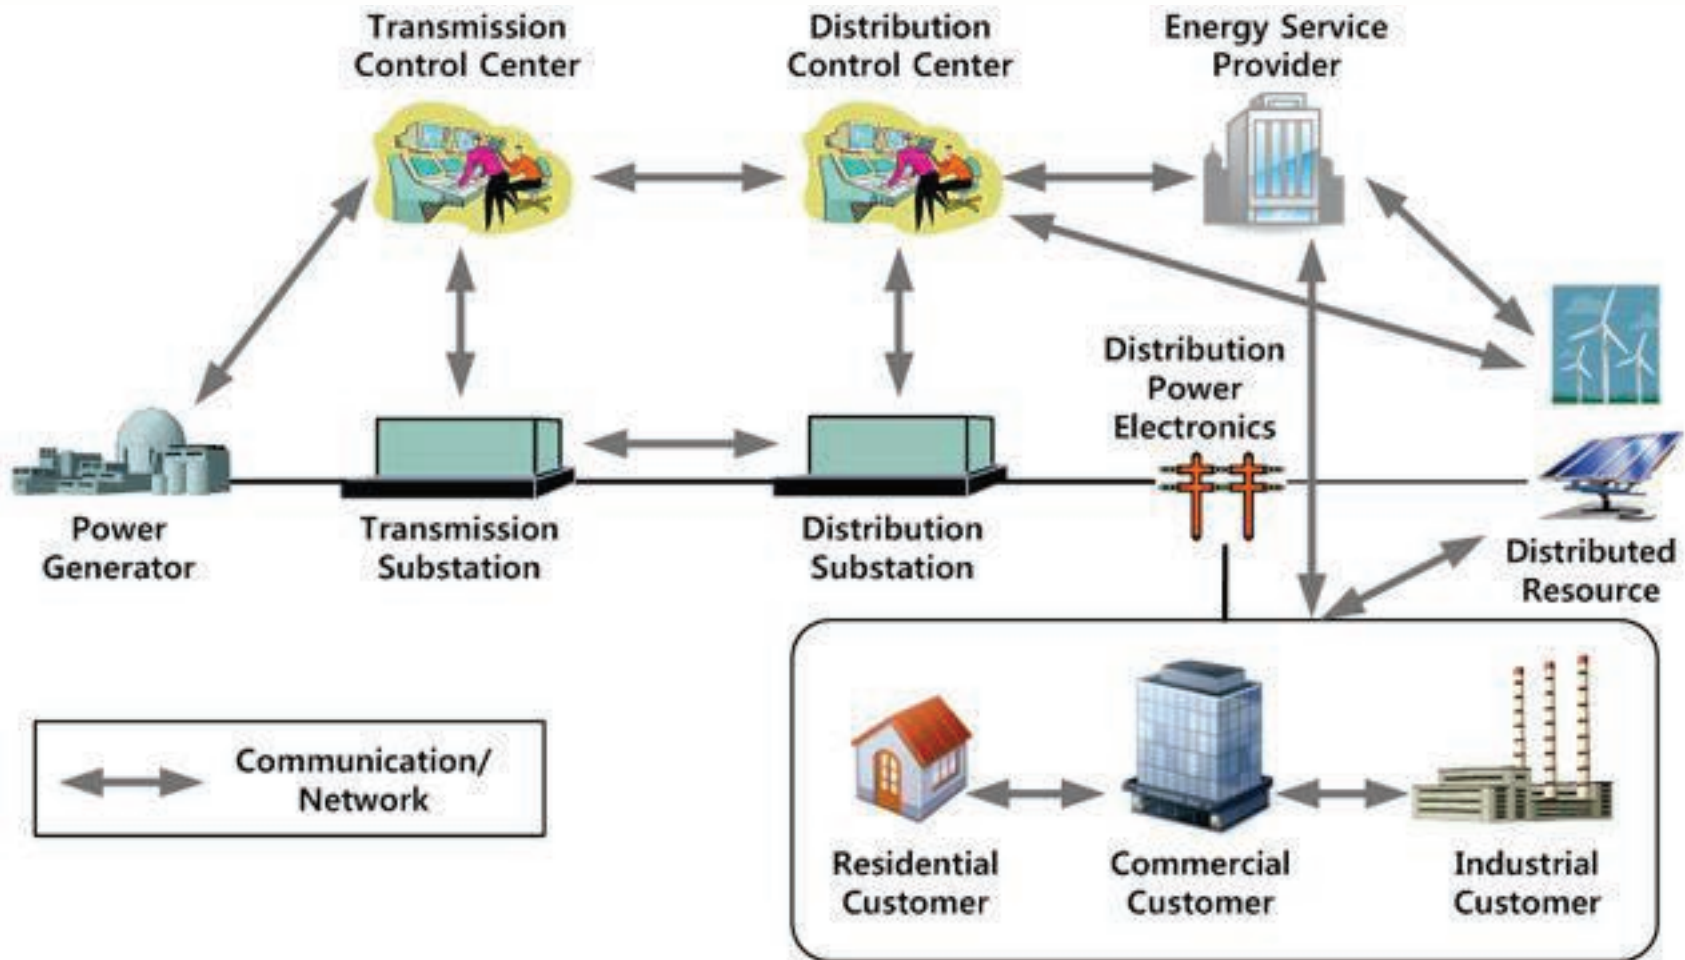 Transmission
Control Center
Distribution
Control Center
Energy Service
Provider
Distribution
Power
Electronics
Power
Generator
Transmission
Substation
Distribution
Substation
Distributed
Resource
Communication/
Network
Residential
Customer
Commercial
Customer
Industrial
Customer